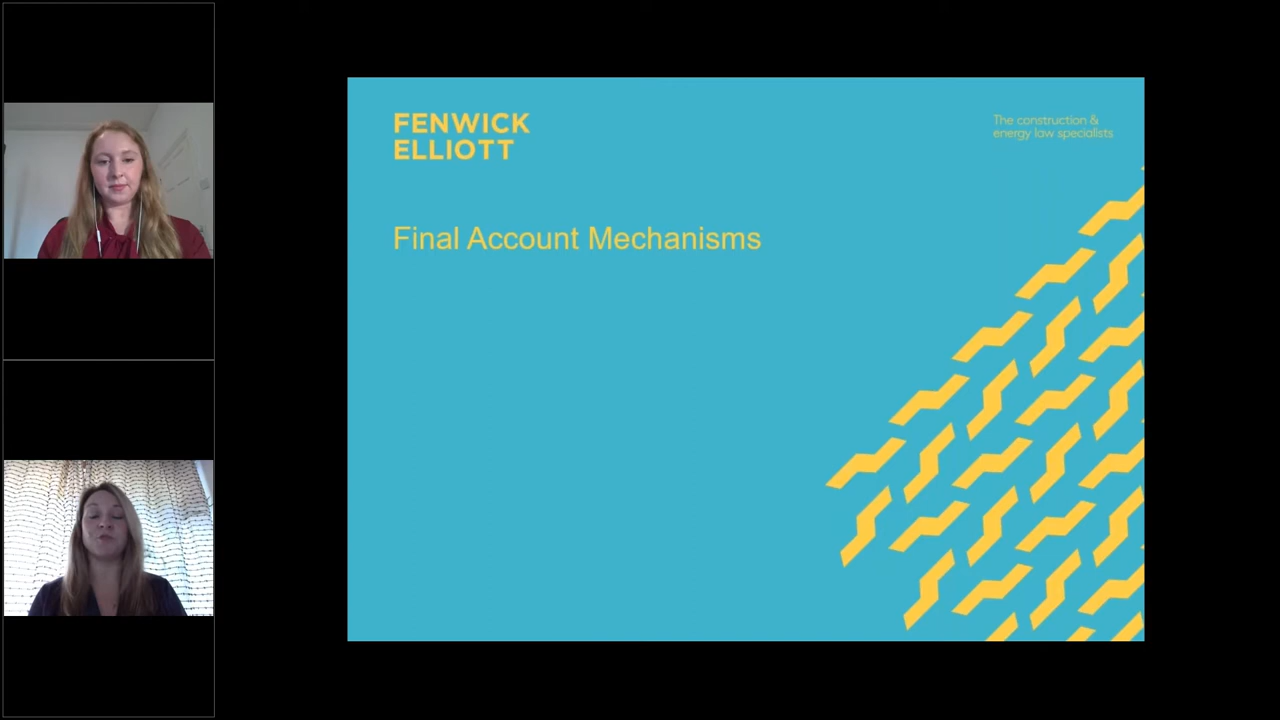 FENWICK
ELLIOTT
The construction &
energy law specialists
Final Account Mechanisms